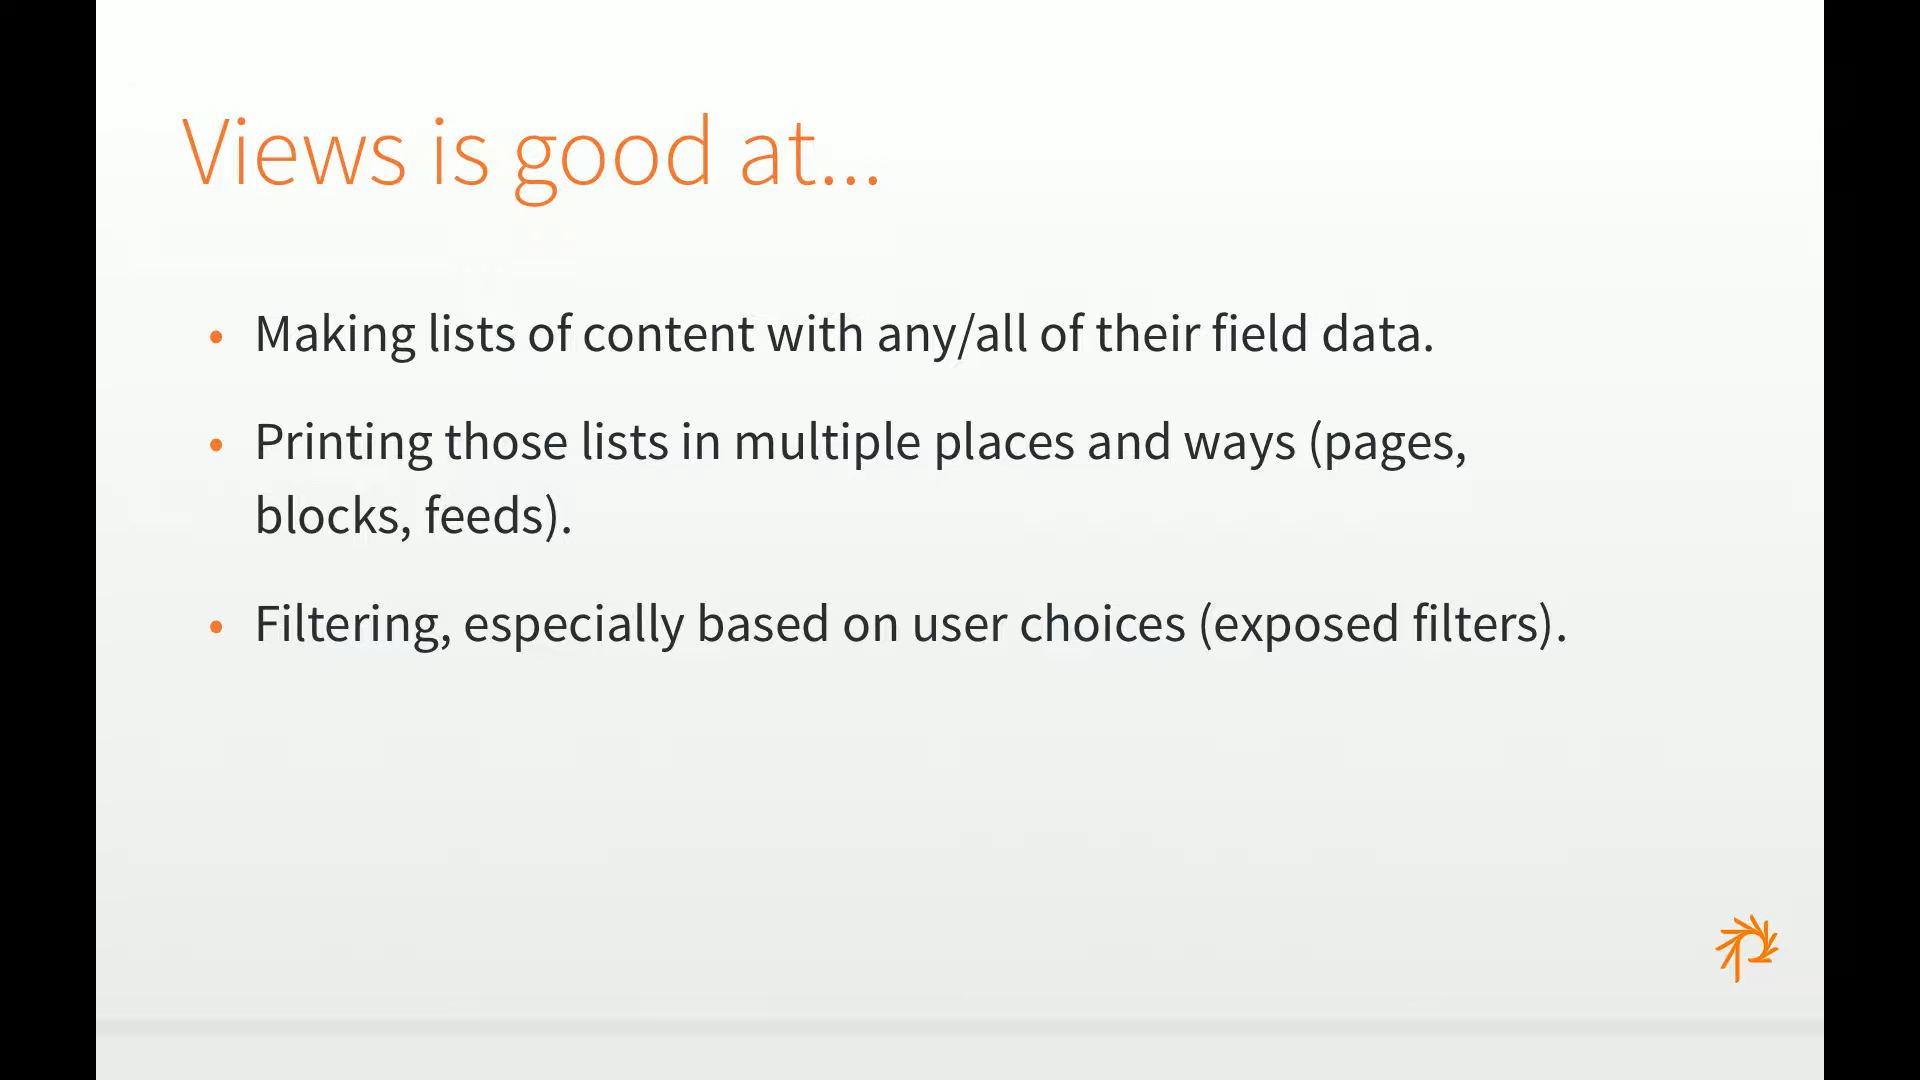 Views is good at...
• Making lists of content with any/all of their field data.
• Printing those lists in multiple places and ways (pages,
blocks, feeds).
• Filtering, especially based on user choices (exposed filters).